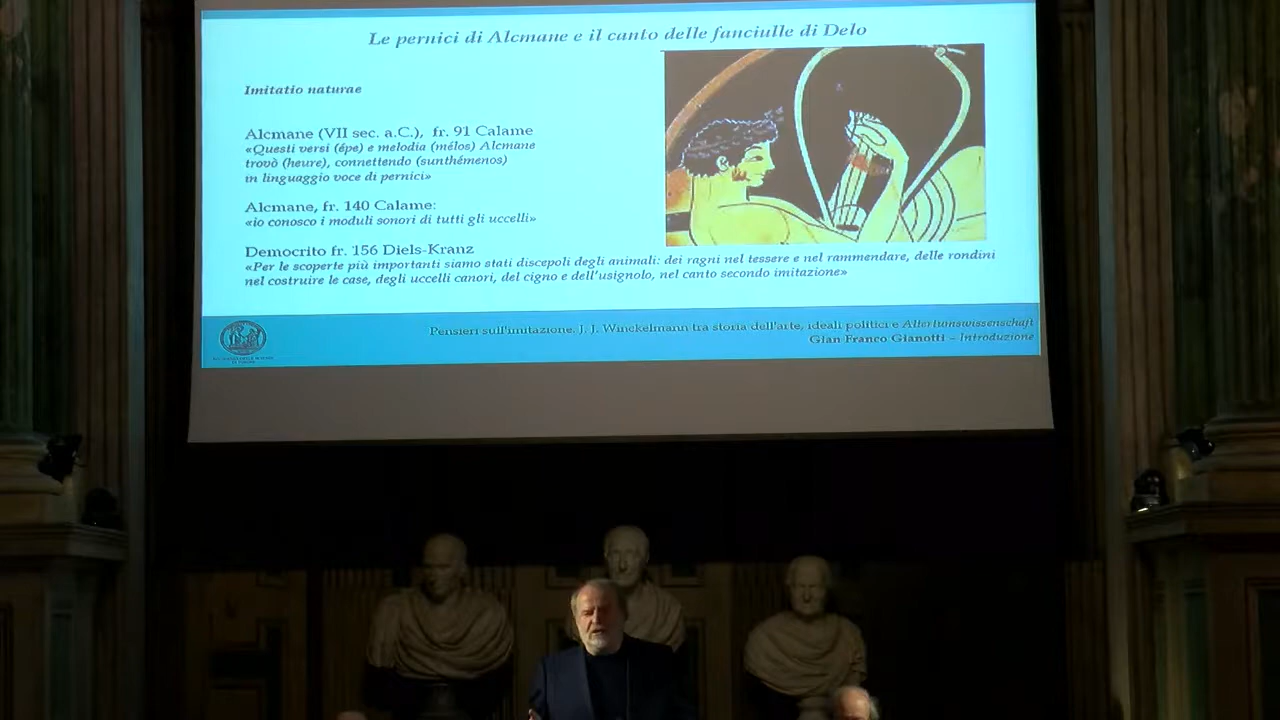 Le pernici di Alcmane e il canto delle fanciulle di Delo
Imitatio naturae
Alcmane (VII sec. a.C.), fr. 91 Calame
«Questi versi (épe) e melodia (mélos) Alcmane
trovò (heure), connettendo (sunthémenos)
in linguaggio voce di pernici»
Alcmane, fr. 140 Calame:
«io conosco i moduli sonori di tutti gli uccelli»
Democrito fr. 156 Diels-Kranz
«Per le scoperte più importanti siamo stati discepoli degli animali: dei ragni nel tessere e nel rammendare, delle rondini
nel costruire le case, degli uccelli canori, del cigno e dell'usignolo, nel canto secondo imitazione»
Pensieri sull'imitazione. J. J. Winckelmann tra storia dell'arte, ideali politici e Altertumswissenschaft
Gian Franco Gianotti – Introduzione